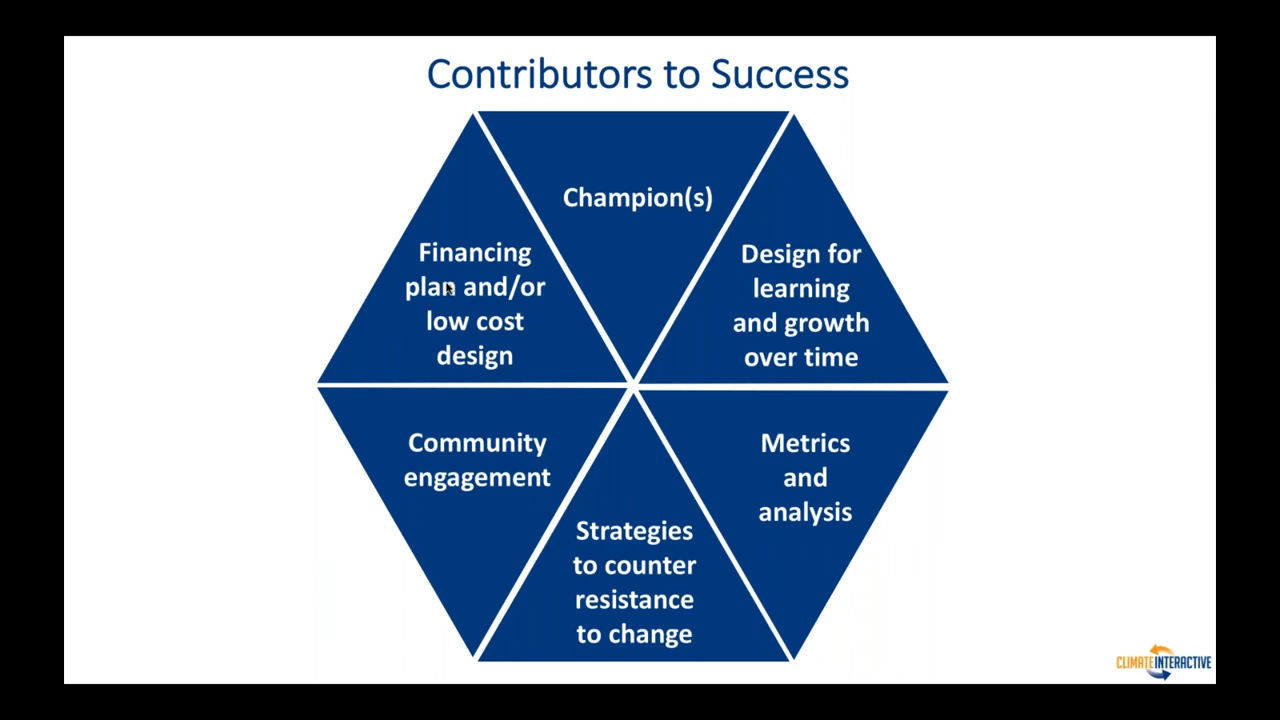 Contributors to Success
Champion(s)
Financing
plan and/or
low cost
design
Design for
learning
and growth
over time
Community
engagement
Metrics
and
analysis
Strategies
to counter
resistance
to change
CLIMATE INTERACTIVE